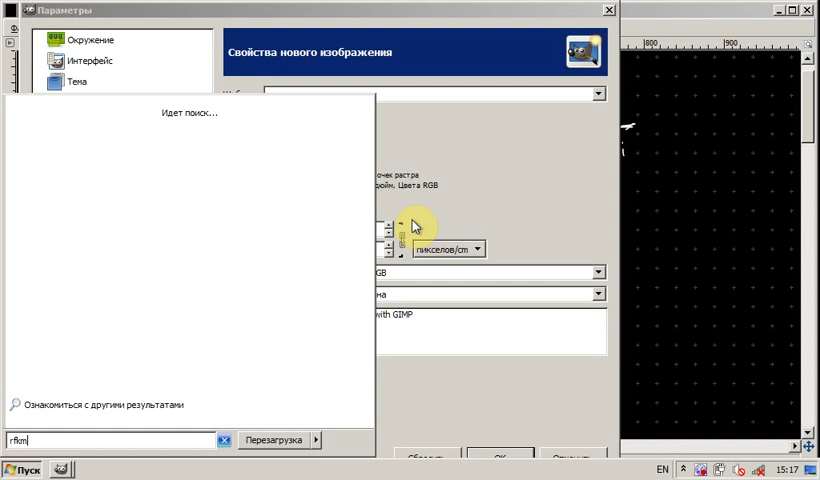 Параметры
Окружение
Интерфейс
Тема
Свойства нового изображения
800
900
Идет поиск...
очек растра
юйм, Цвета RGB
пикселов/cm
GB
на
with GIMP
Ознакомиться с другими результатами
rfkm
Перезагрузка
Пуск
EN
15:17